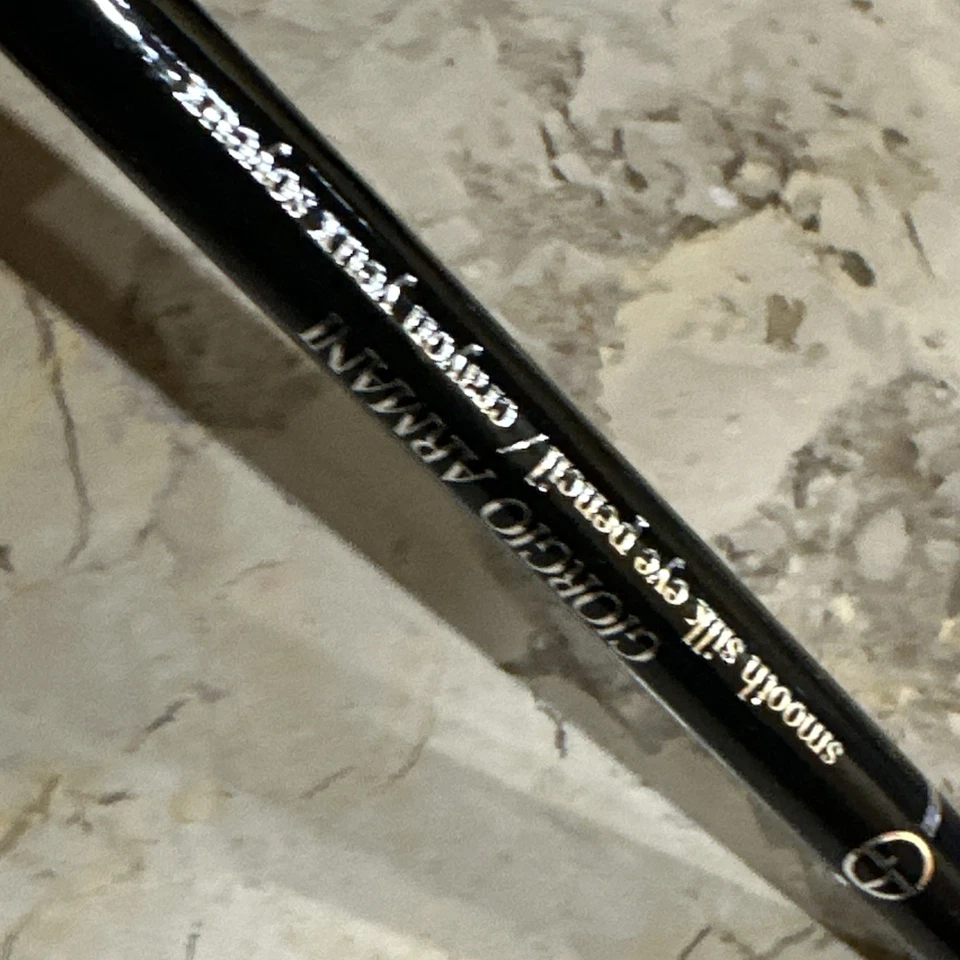 smooth silk eye pencil / crayon yeux soyeux
GIORGIO ARMANI